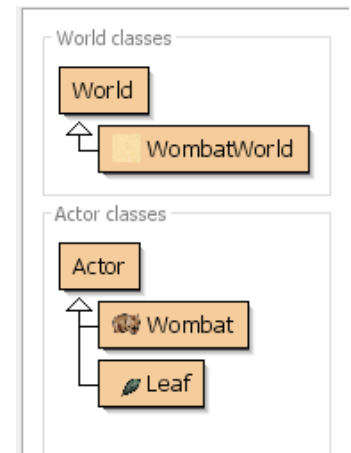 World classes
World
WombatWorld
Actor classes
Actor
Wombat
Leaf